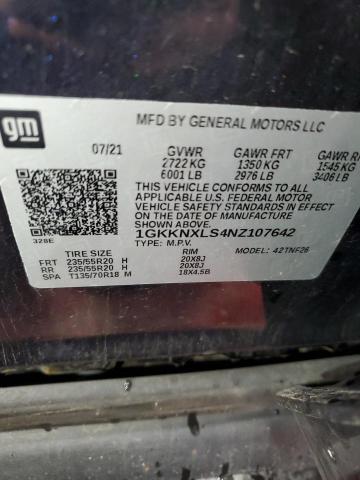 gm
MFD BY GENERAL MOTORS LLC
07/21 GVWR GAWR FRT GAWR
2722 KG 1350 KG 1545 KG
6001 LB 2976 LB 3406 LB
THIS VEHICLE CONFORMS TO ALL
APPLICABLE U.S. FEDERAL MOTOR
VEHICLE SAFETY STANDARDS IN
EFFECT ON THE DATE OF MANUFACTURE
SHOWN ABOVE.
328E 1GKKNXLS4NZ107642
TYPE: M.P.V. MODEL: 42TNF26
TIRE SIZE RIM
FRT 235/55R20 H 20X8J
RR 235/55R20 H 20X8J
SPA T135/70R18 M 18X4.5B